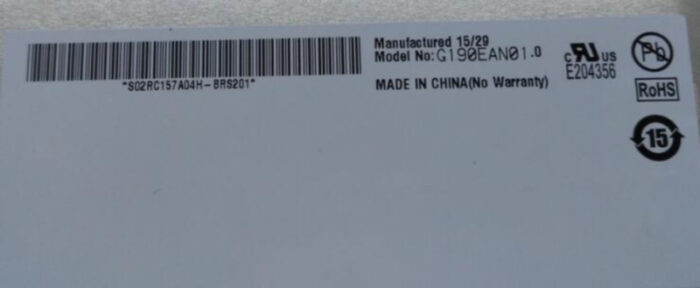 Manufactured 15/29
Model No:G190EAN01.0
*S02RC157A04H-BRS201*
MADE IN CHINA(No Warranty)
c RU US
E204356
Pb
RoHS
15